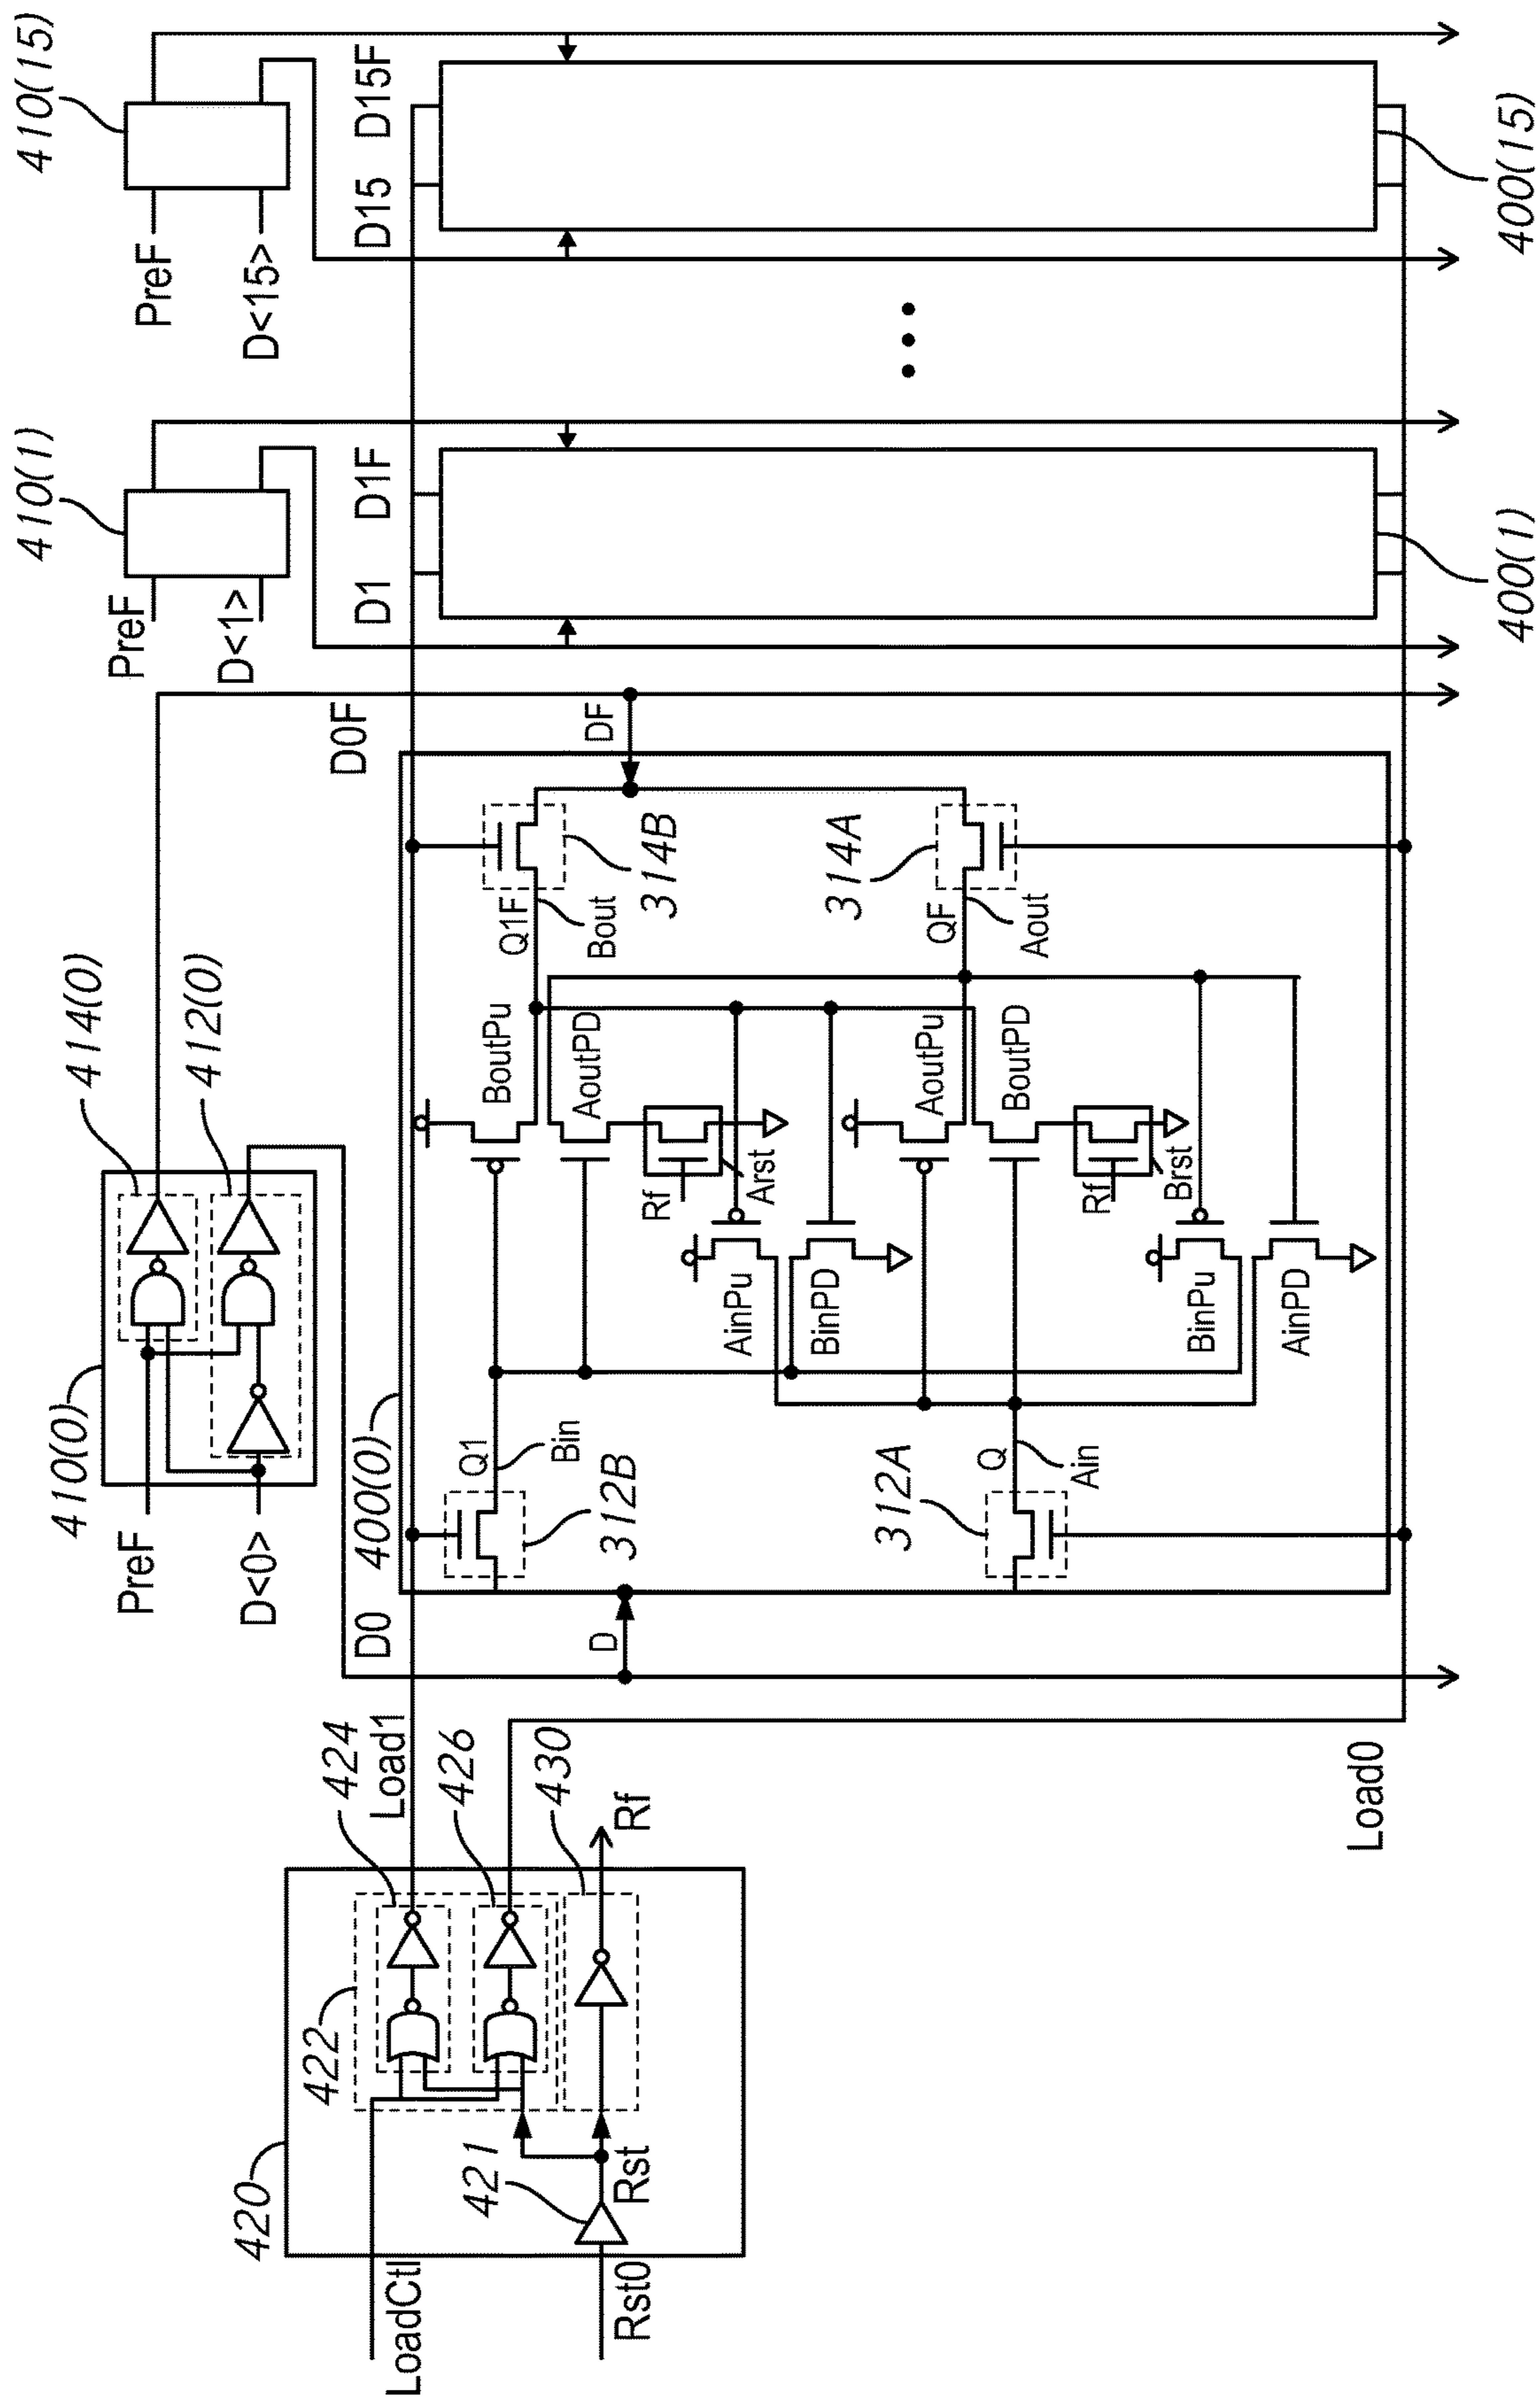 410(0)
414(0)
412(0)
PreF
D<0>
410(1)
PreF
D<1>
410(15)
PreF
D<15>
420
422
424
426
430
421
LoadCtl
Rst0
Rst
Rf
Load1
Load0
D0
D0F
D1
D1F
D15
D15F
400(0)
D
DF
312B
Q1
Bin
BoutPu
AoutPD
Q1F
Bout
314B
Rf
Arst
AinPu
BinPD
AoutPu
BoutPD
QF
Aout
314A
312A
Q
Ain
Rf
Brst
BinPu
AinPD
400(1)
400(15)